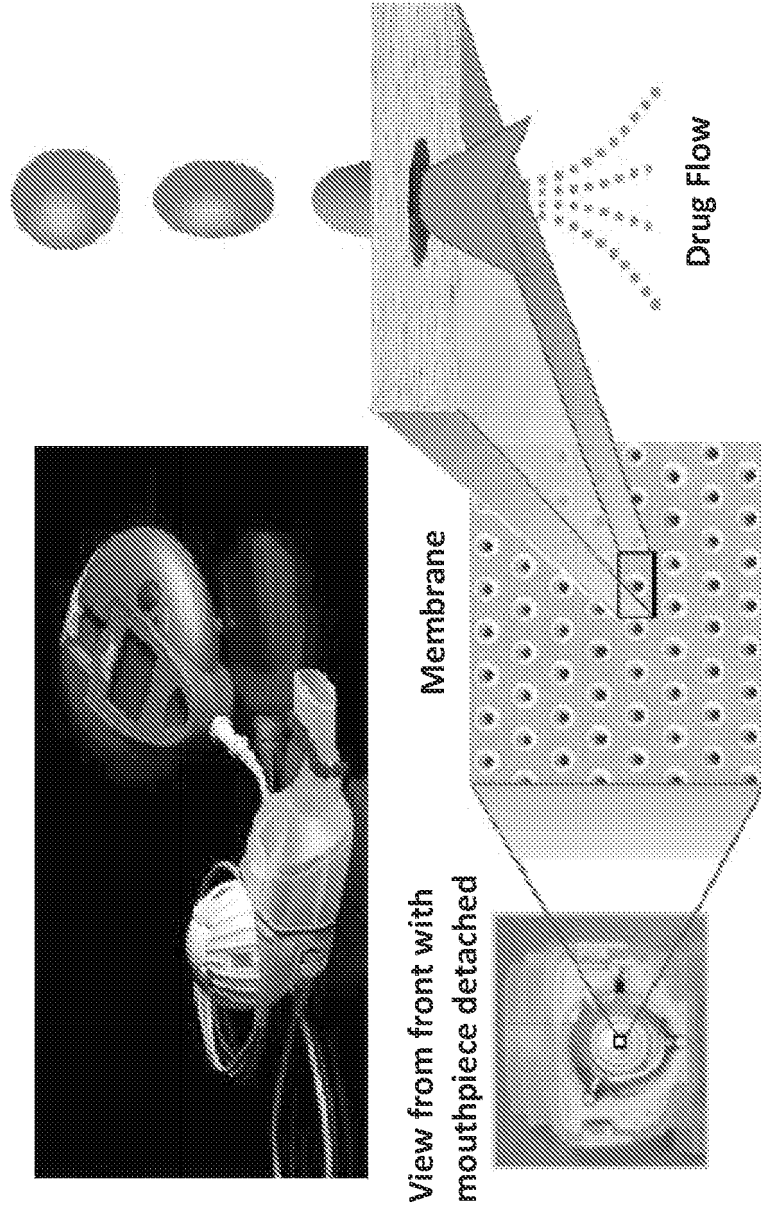 View from front with
mouthpiece detached
Membrane
Drug Flow